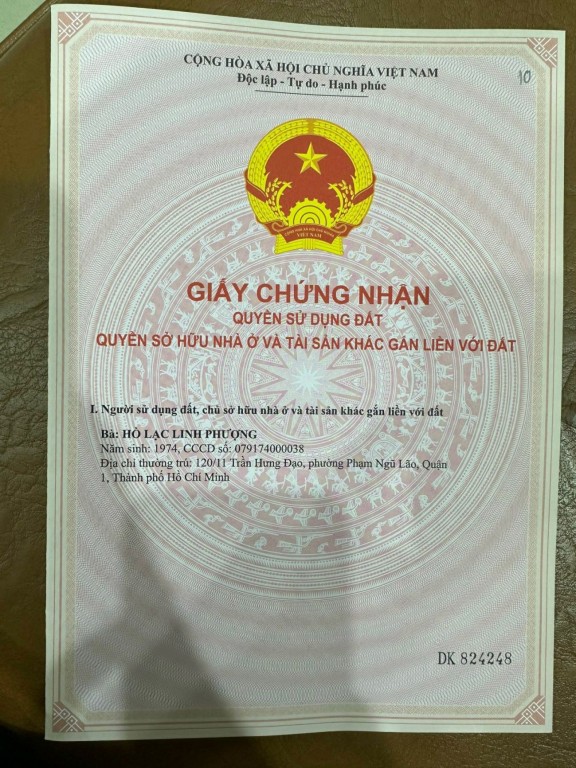 CỘNG HÒA XÃ HỘI CHỦ NGHĨA VIỆT NAM
Độc lập - Tự do - Hạnh phúc
10
VIỆT NAM
GIẤY CHỨNG NHẬN
QUYỀN SỬ DỤNG ĐẤT
QUYỀN SỞ HỮU NHÀ Ở VÀ TÀI SẢN KHÁC GẮN LIỀN VỚI ĐẤT
I. Người sử dụng đất, chủ sở hữu nhà ở và tài sản khác gắn liền với đất
Bà: HỒ LẠC LINH PHƯỢNG
Năm sinh: 1974, CCCD số: 079174000038
Địa chỉ thường trú: 120/11 Trần Hưng Đạo, phường Phạm Ngũ Lão, Quận
1, Thành phố Hồ Chí Minh
DK 824248